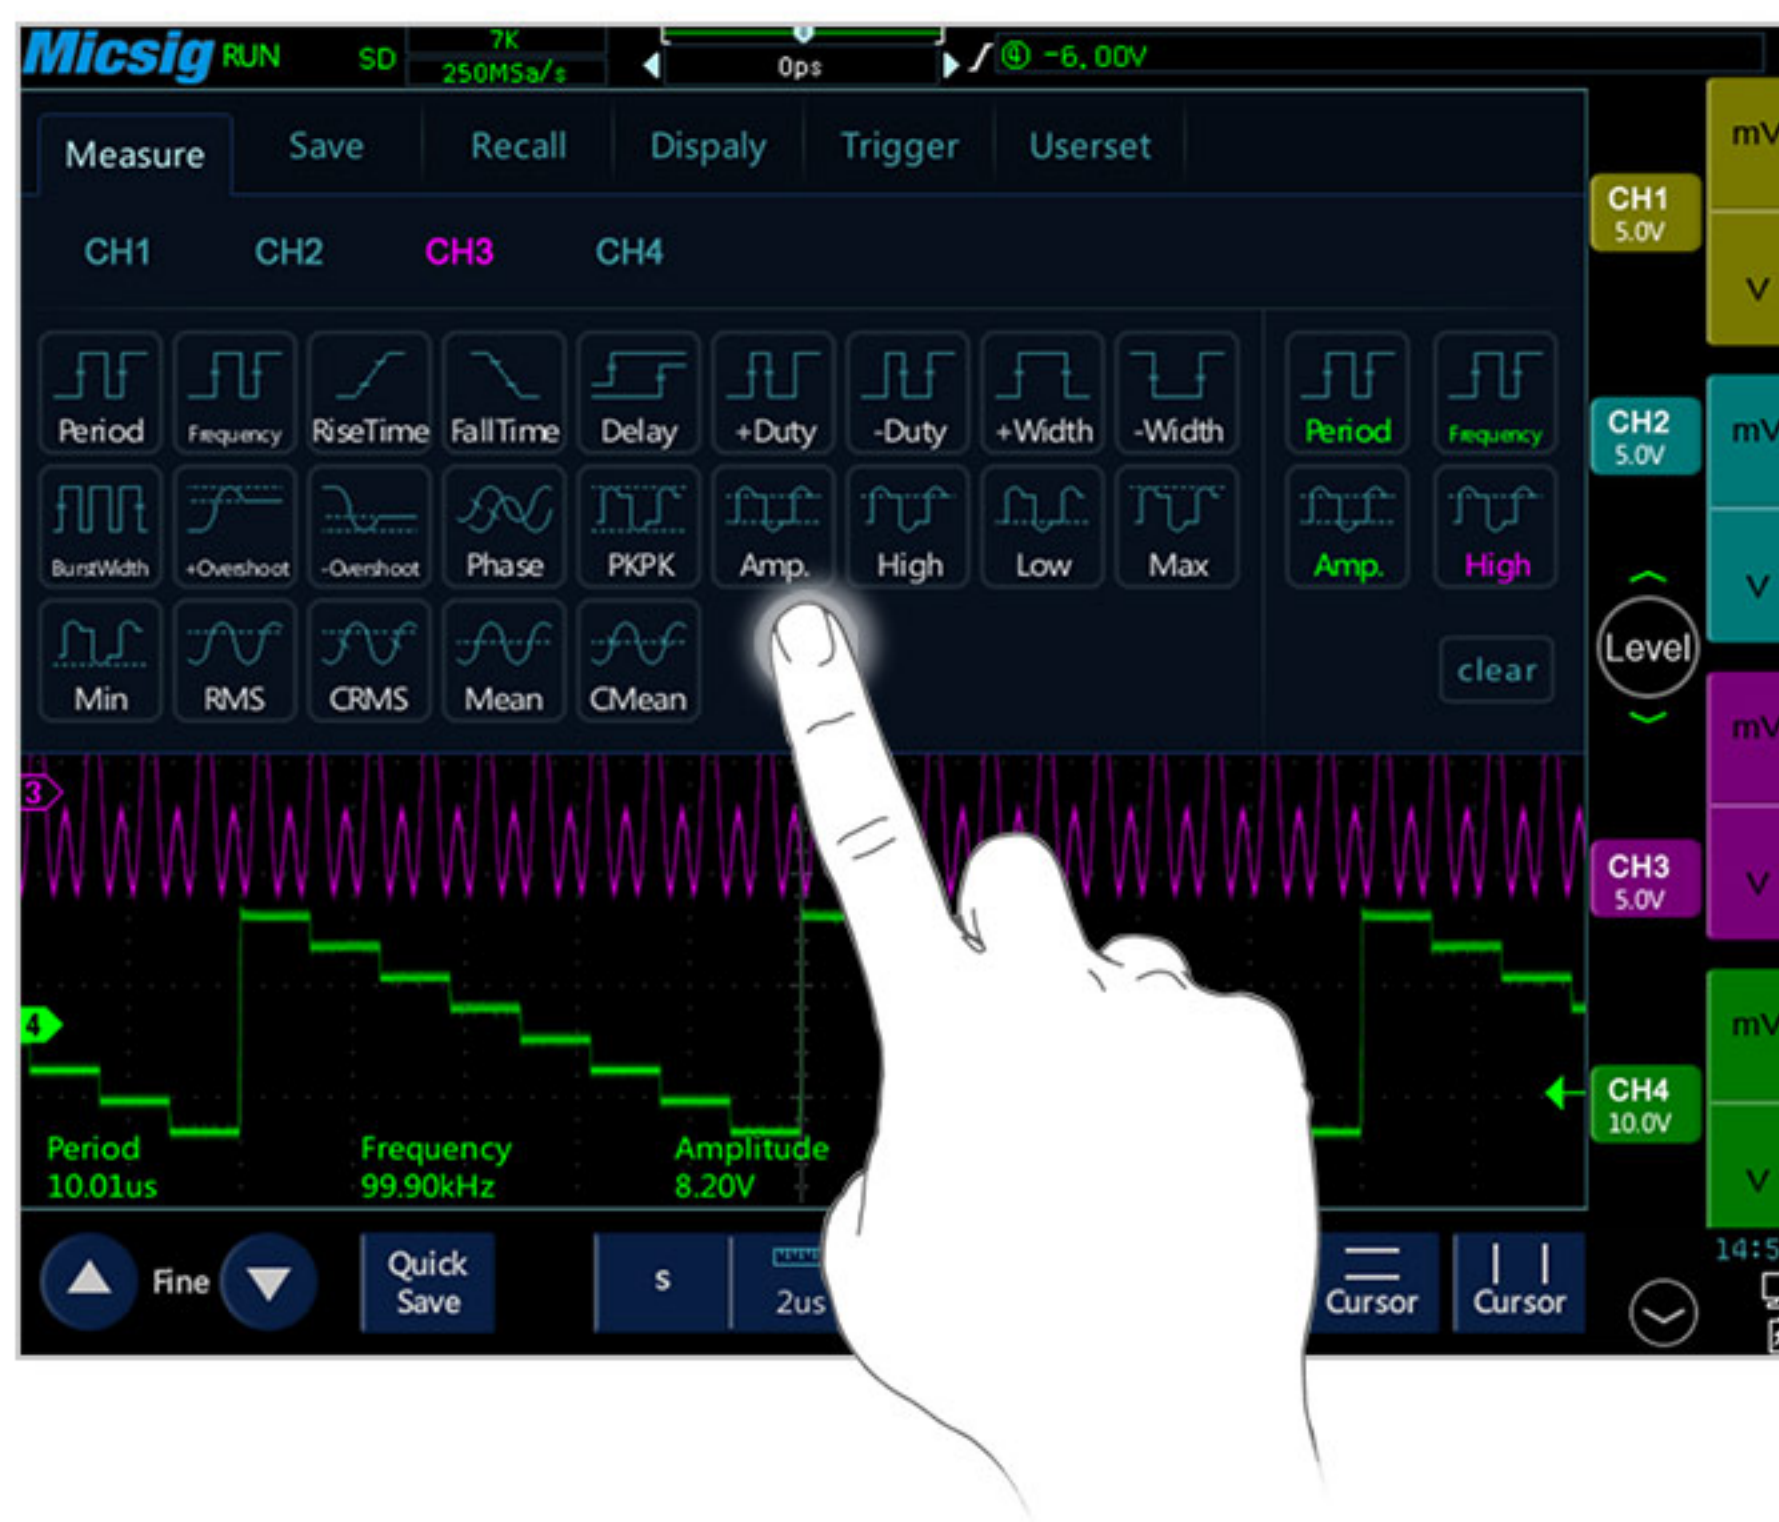 Micsig RUN SD 7K 250MSa/s 0ps ④ -6.00V
Measure Save Recall Dispaly Trigger Userset
CH1 CH2 CH3 CH4
Period Frequency RiseTime FallTime Delay +Duty -Duty +Width -Width Period Frequency
BurstWidth +Overshoot -Overshoot Phase PKPK Amp. High Low Max Amp. High
Min RMS CRMS Mean CMean clear
CH1
5.0V
mV
V
CH2
5.0V
mV
V
Level
CH3
5.0V
mV
V
CH4
10.0V
mV
V
3
4
Period Frequency Amplitude
10.01us 99.90kHz 8.20V
Fine
Quick
Save
s 2us
Cursor Cursor